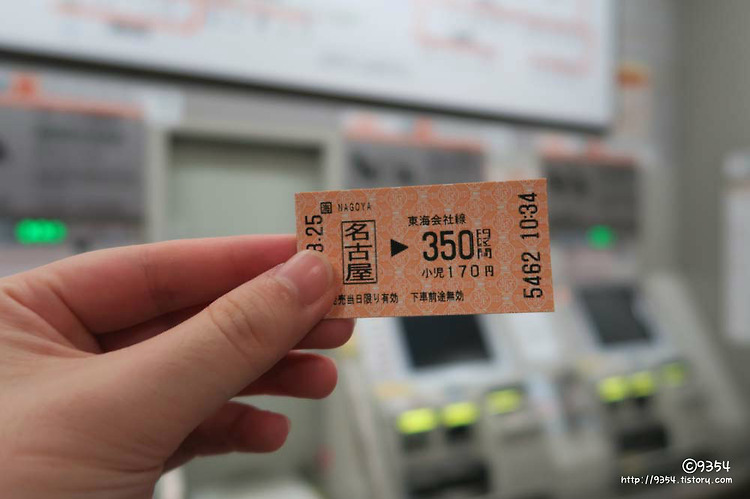 NAGOYA
3.25
名古屋
東海会社線
▶ 350円区間
小児170円
売当日限り有効 下車前途無効
5462 10:34
©9354
http://9354.tistory.com